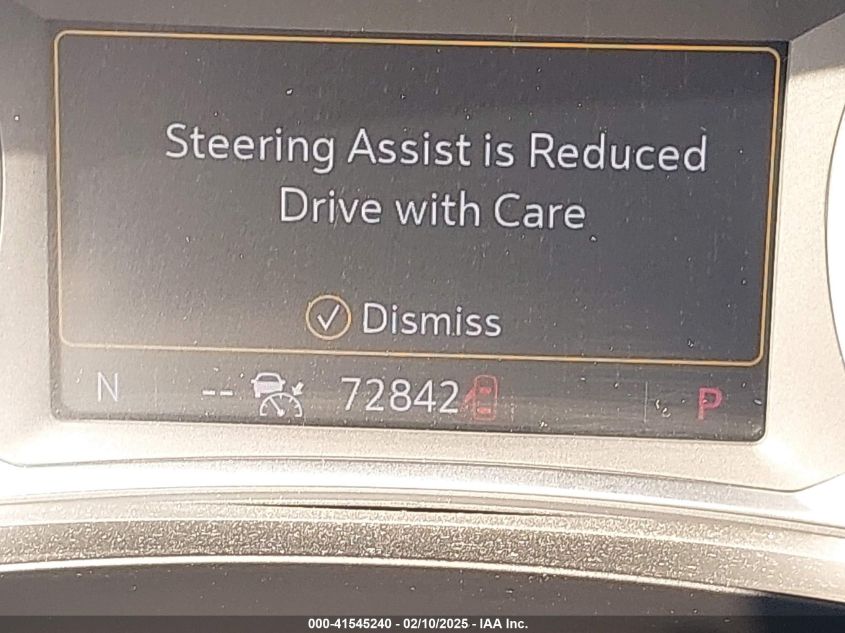 Steering Assist is Reduced
Drive with Care
Dismiss
N -- 72842 P
000-41545240 - 02/10/2025 - IAA Inc.